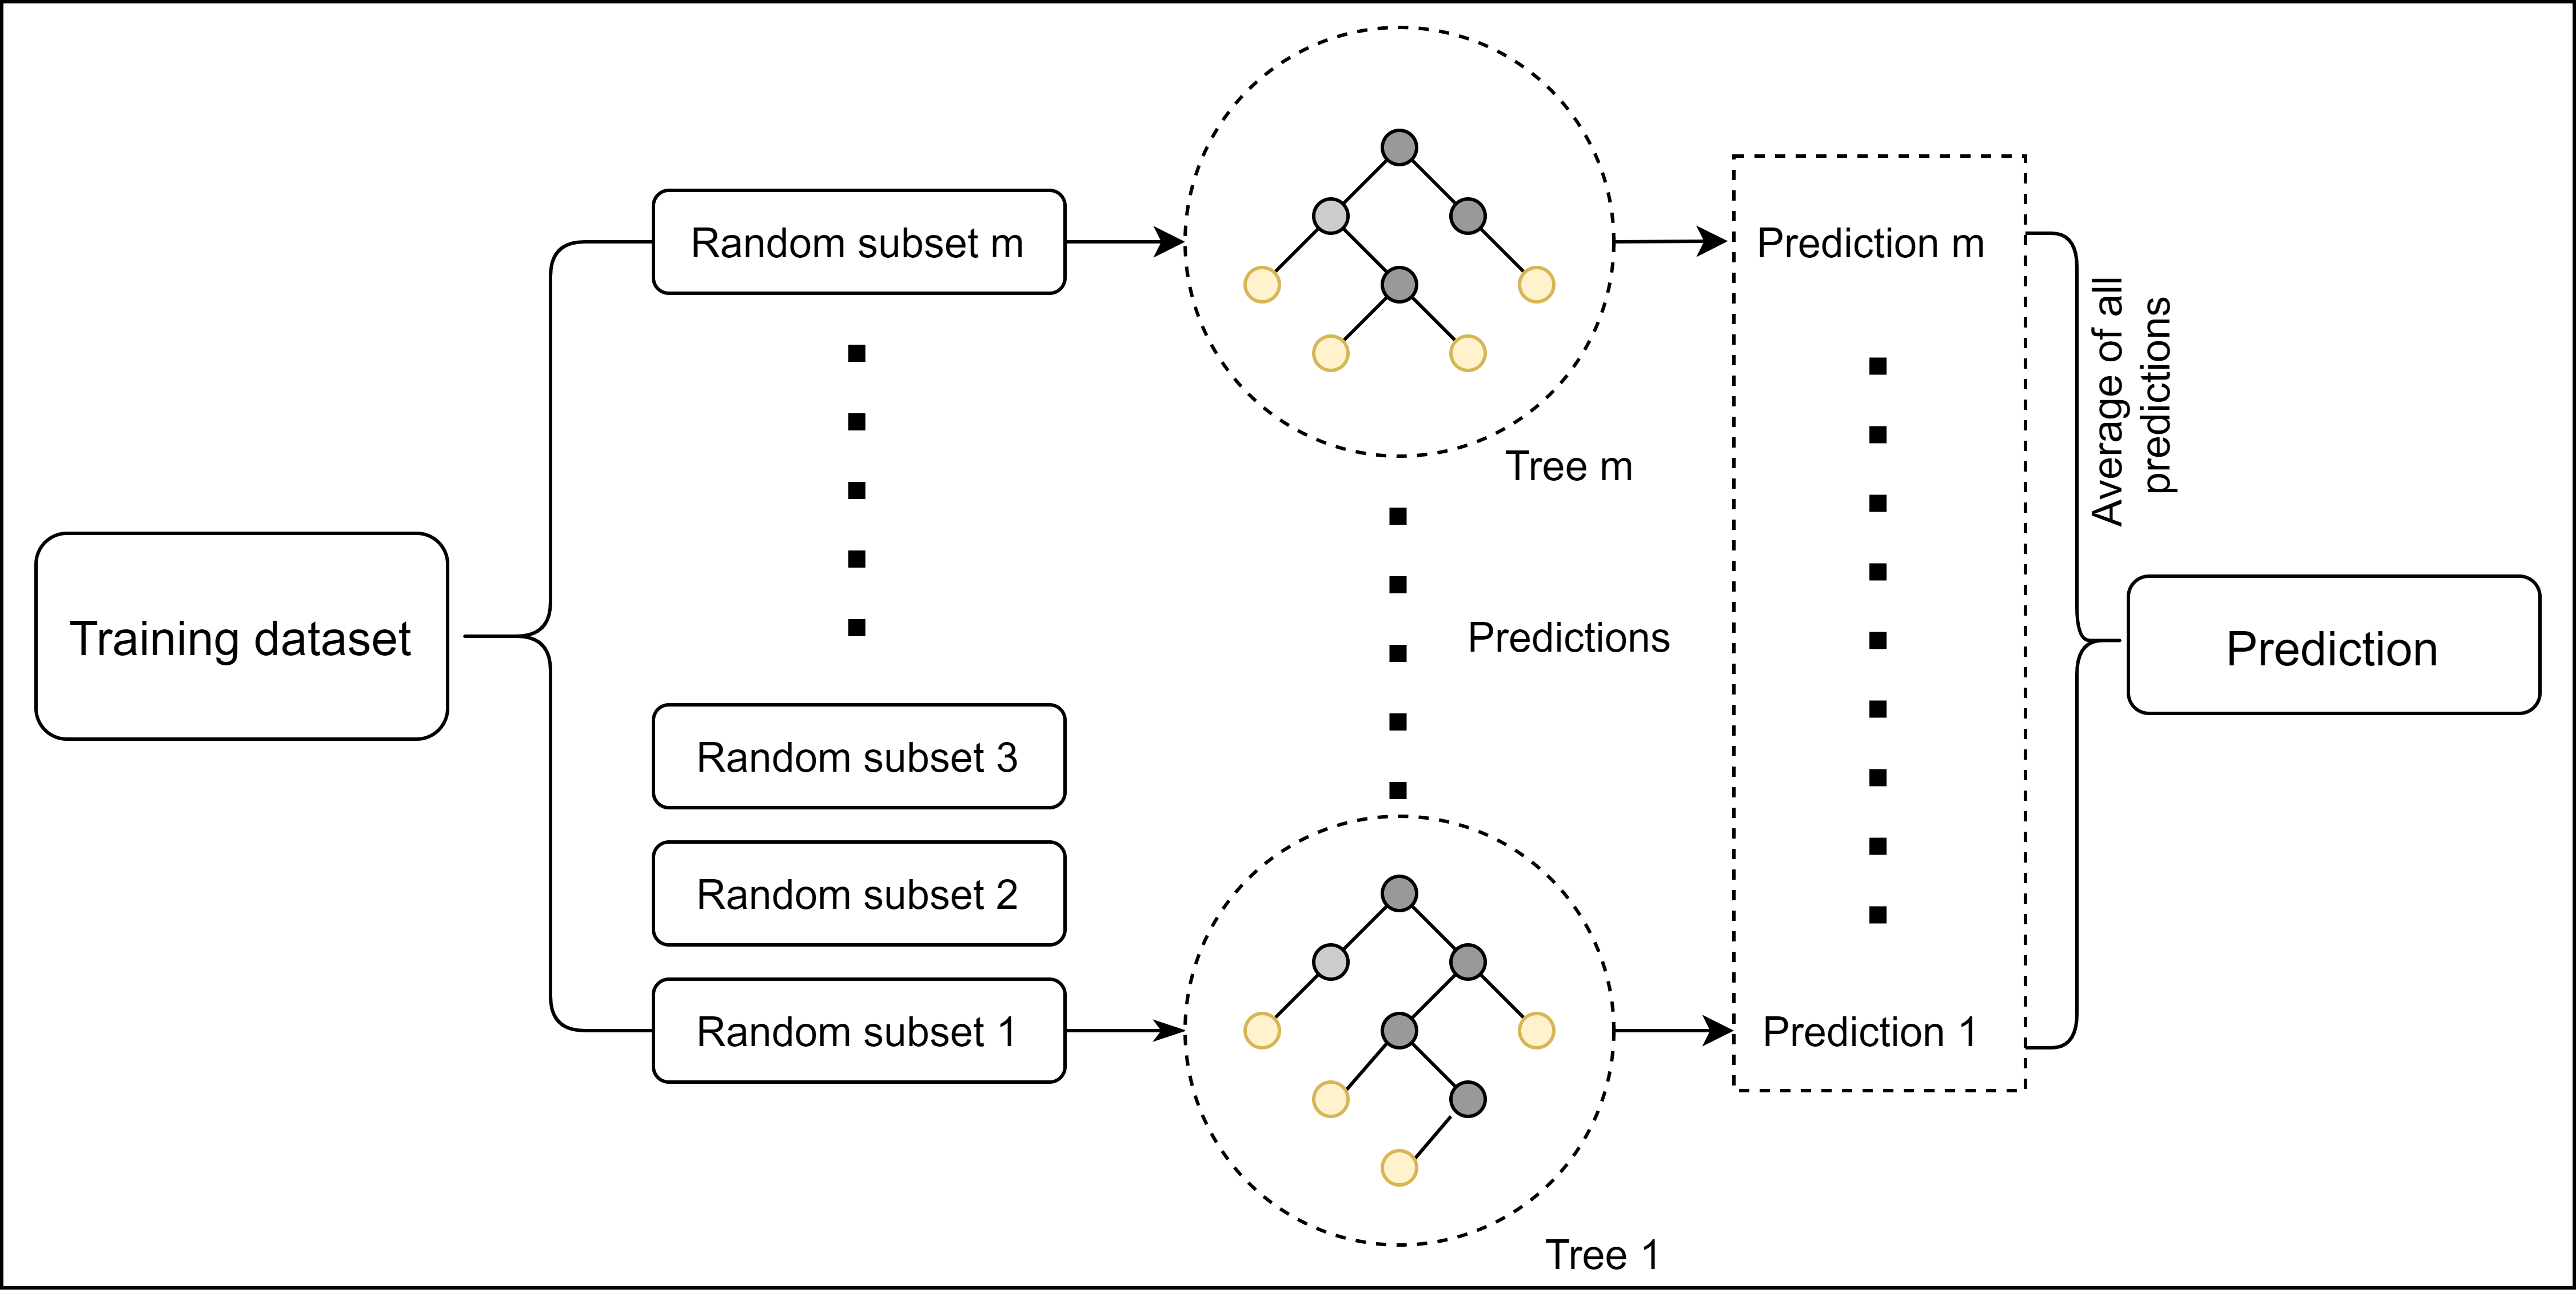 Training dataset
Random subset m
Random subset 3
Random subset 2
Random subset 1
Tree m
Predictions
Tree 1
Prediction m
Prediction 1
Average of all
predictions
Prediction